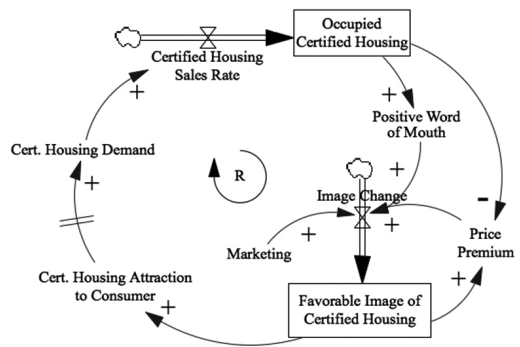 Occupied
Certified Housing
Certified Housing
Sales Rate
+
+
Positive Word
of Mouth
Cert. Housing Demand
+
+
R
Image Change
-
+
Price
Premium
Marketing
+
Cert. Housing Attraction
to Consumer
+
+
Favorable Image of
Certified Housing